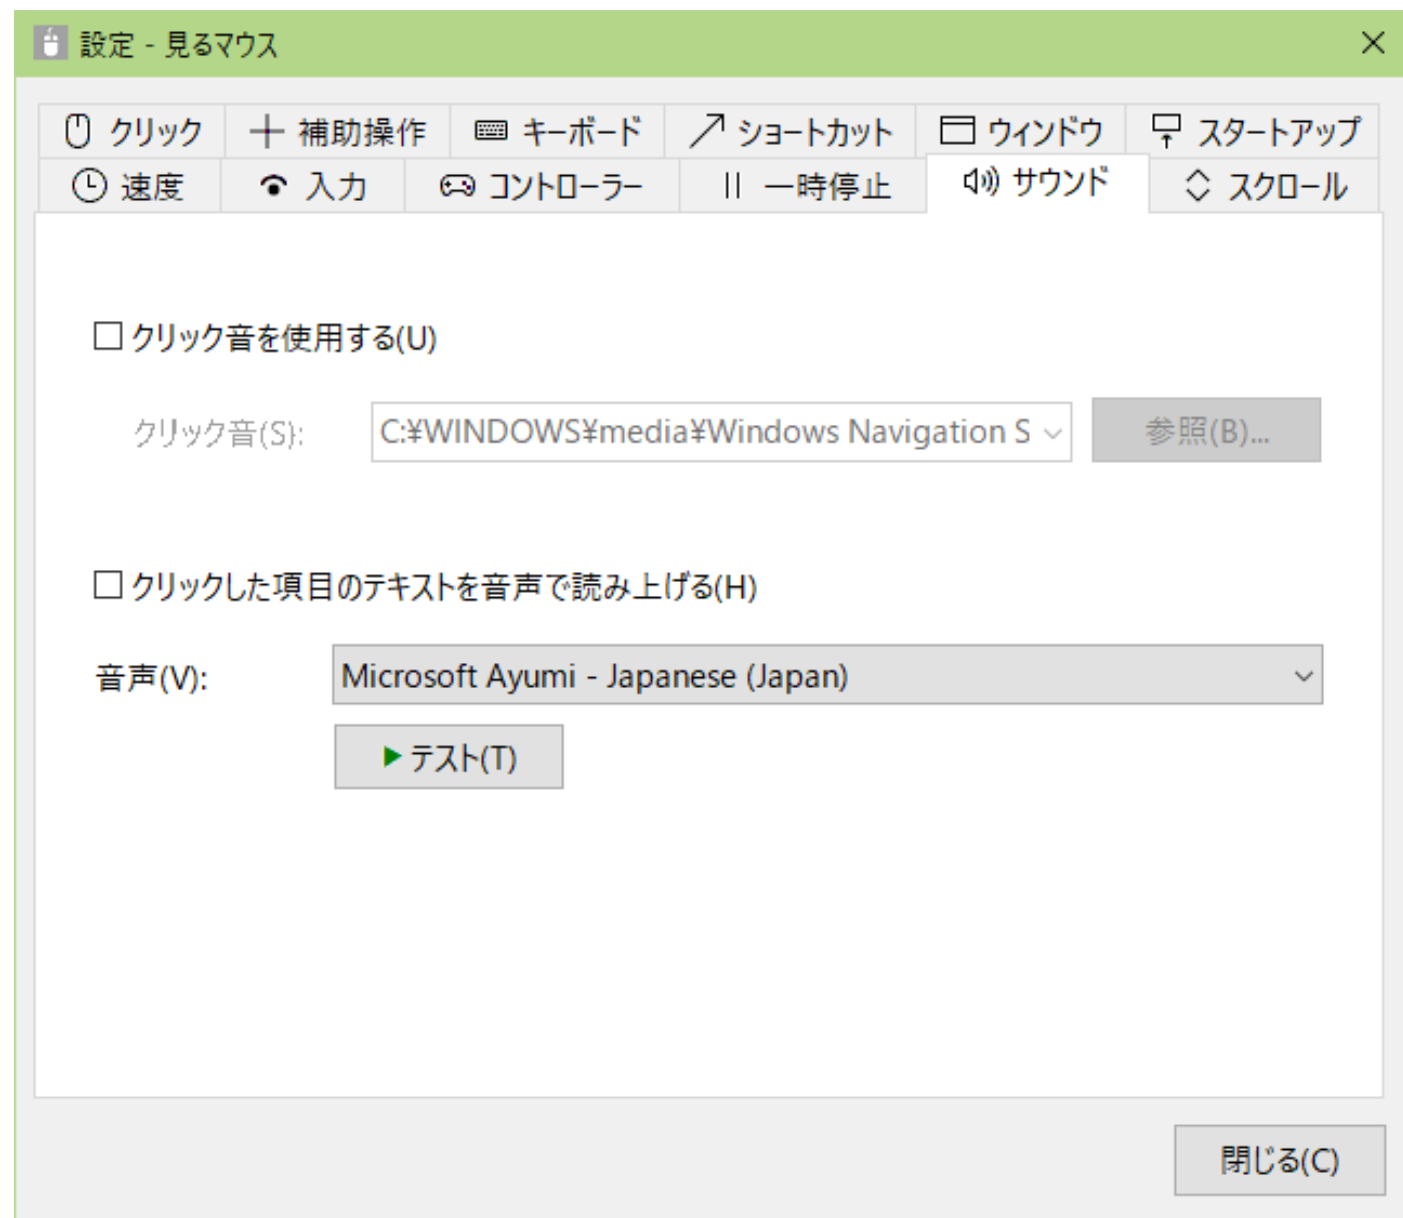 設定 - 見るマウス
クリック 補助操作 キーボード ショートカット ウィンドウ スタートアップ
速度 入力 コントローラー 一時停止 サウンド スクロール
クリック音を使用する(U)
クリック音(S): C:¥WINDOWS¥media¥Windows Navigation S 参照(B)...
クリックした項目のテキストを音声で読み上げる(H)
音声(V): Microsoft Ayumi - Japanese (Japan)
テスト(T)
閉じる(C)